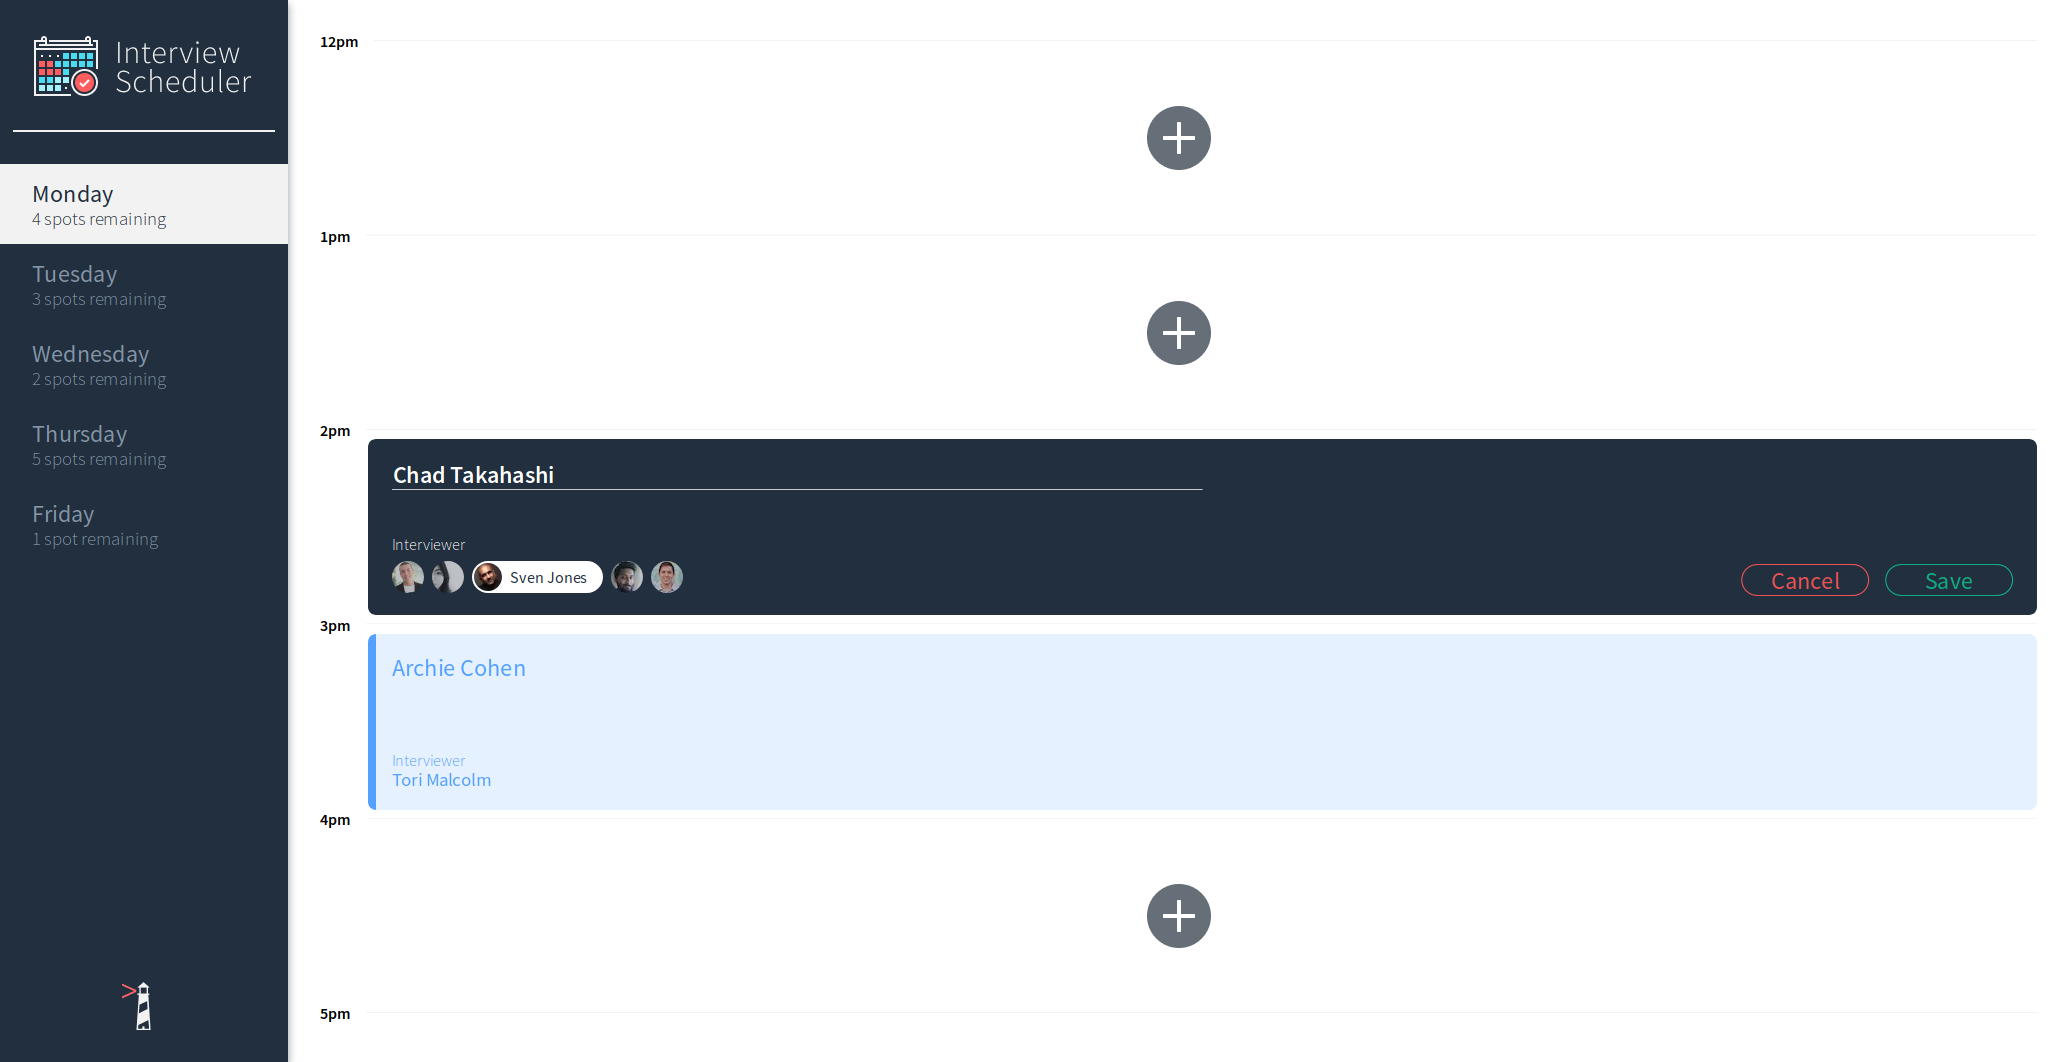 Interview
Scheduler
Monday
4 spots remaining
Tuesday
3 spots remaining
Wednesday
2 spots remaining
Thursday
5 spots remaining
Friday
1 spot remaining
12pm
1pm
2pm
Chad Takahashi
Interviewer
Sven Jones
Cancel
Save
3pm
Archie Cohen
Interviewer
Tori Malcolm
4pm
5pm